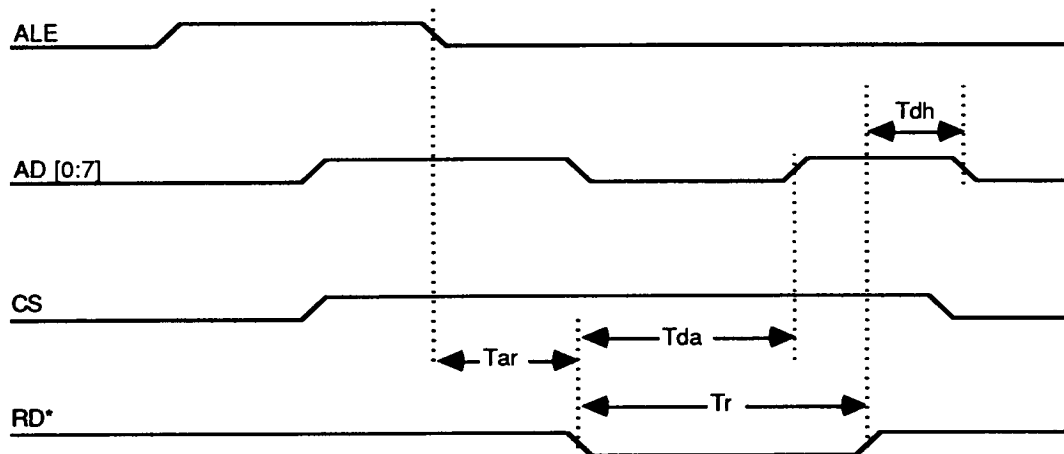 ALE
Tdh
AD [0:7]
CS
Tda
Tar
Tr
RD*